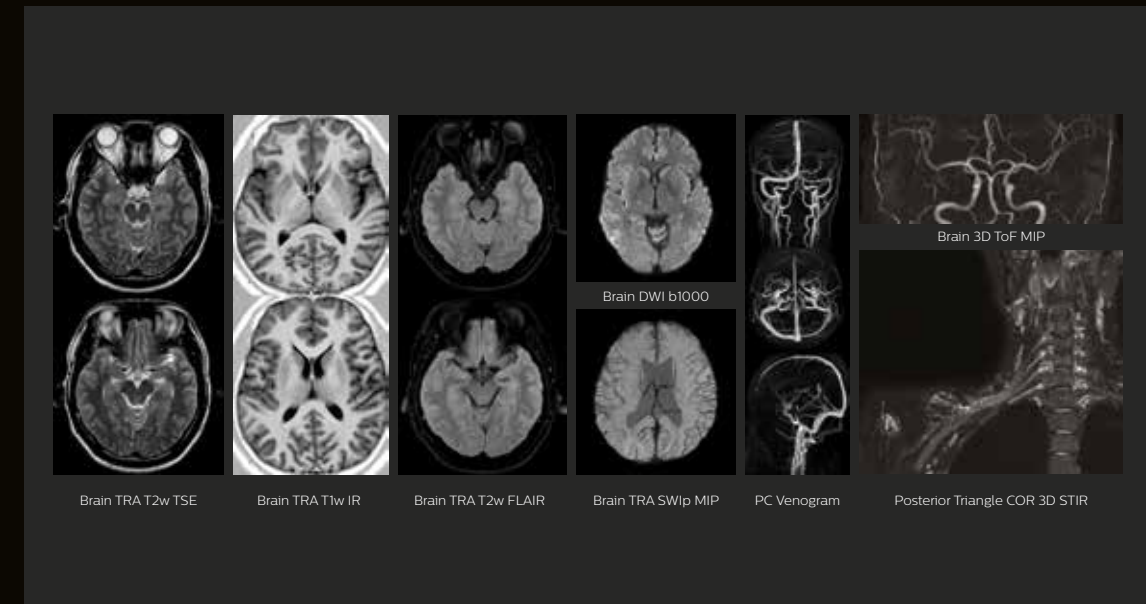 Brain 3D ToF MIP
Brain DWI b1000
Brain TRA T2w TSE
Brain TRA T1w IR
Brain TRA T2w FLAIR
Brain TRA SWIp MIP
PC Venogram
Posterior Triangle COR 3D STIR